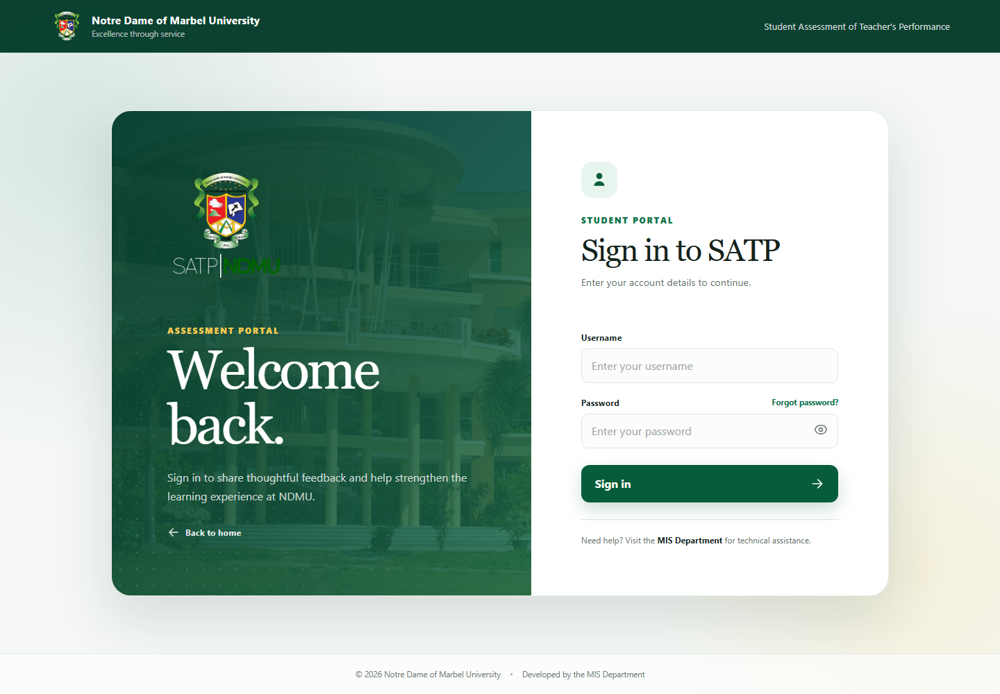 Notre Dame of Marbel University
Excellence through service
Student Assessment of Teacher's Performance
SATP|NDMU
ASSESSMENT PORTAL
Welcome
back.
Sign in to share thoughtful feedback and help strengthen the
learning experience at NDMU.
Back to home
STUDENT PORTAL
Sign in to SATP
Enter your account details to continue.
Username
Enter your username
Password
Forgot password?
Enter your password
Sign in
Need help? Visit the MIS Department for technical assistance.
© 2026 Notre Dame of Marbel University • Developed by the MIS Department